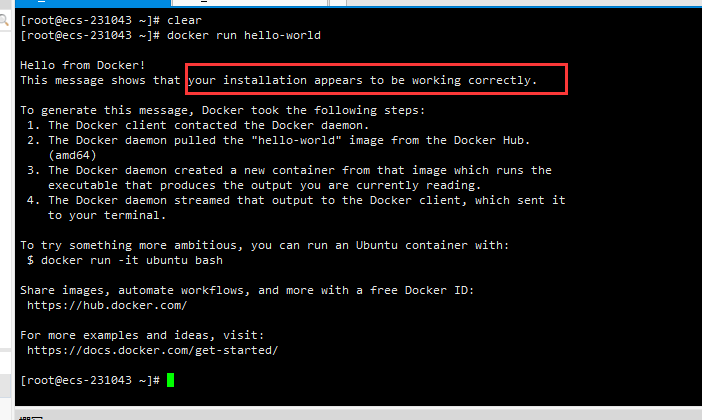 [root@ecs-231043 ~]# clear
[root@ecs-231043 ~]# docker run hello-world
Hello from Docker!
This message shows that your installation appears to be working correctly.
To generate this message, Docker took the following steps:
1. The Docker client contacted the Docker daemon.
2. The Docker daemon pulled the "hello-world" image from the Docker Hub.
(amd64)
3. The Docker daemon created a new container from that image which runs the
executable that produces the output you are currently reading.
4. The Docker daemon streamed that output to the Docker client, which sent it
to your terminal.
To try something more ambitious, you can run an Ubuntu container with:
$ docker run -it ubuntu bash
Share images, automate workflows, and more with a free Docker ID:
https://hub.docker.com/
For more examples and ideas, visit:
https://docs.docker.com/get-started/
[root@ecs-231043 ~]#